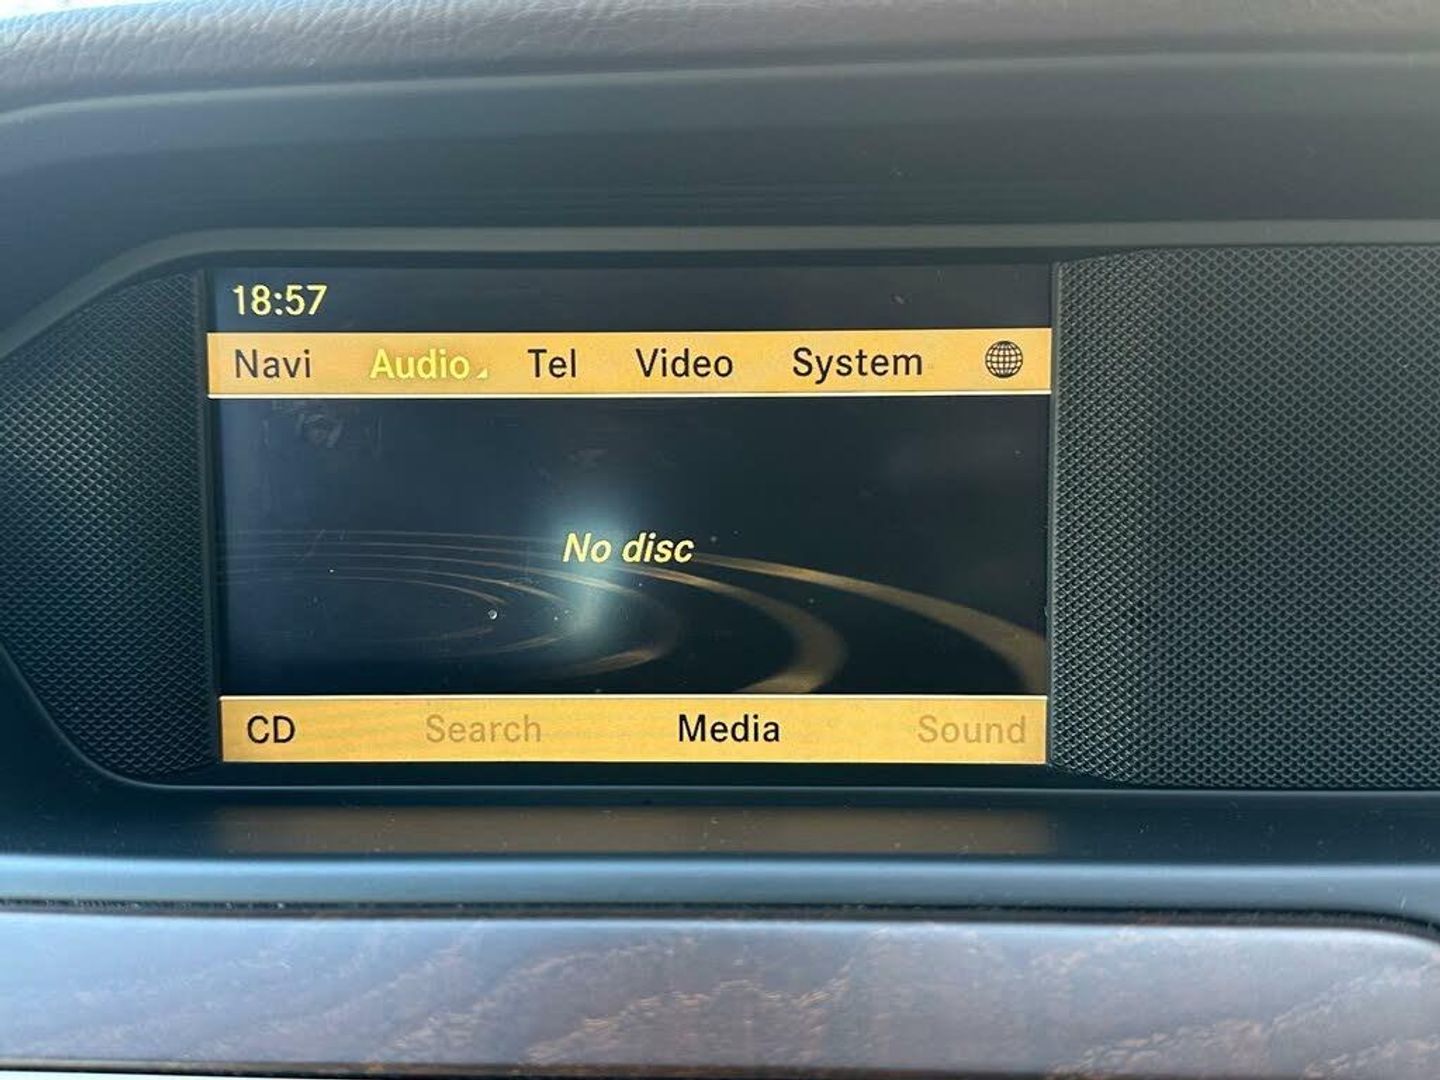 18:57
Navi Audio Tel Video System
No disc
CD Search Media Sound